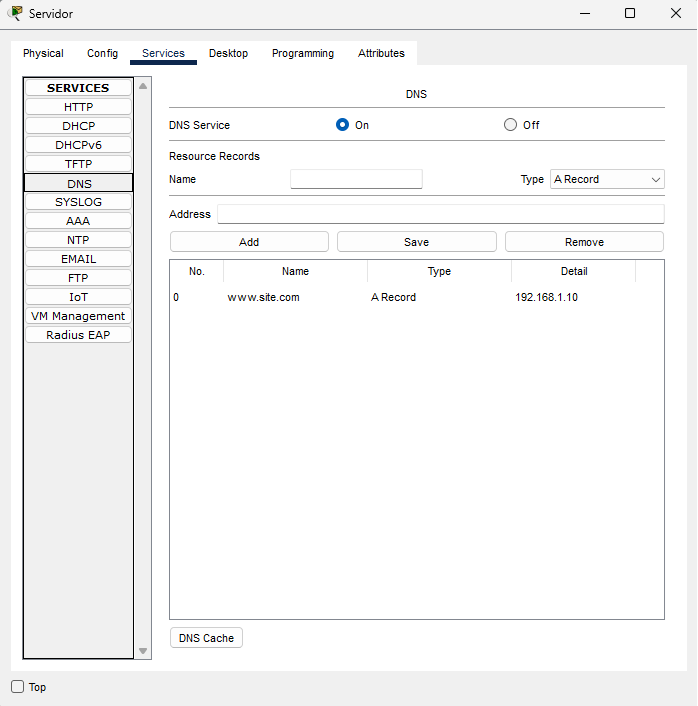 Servidor
Physical Config Services Desktop Programming Attributes
SERVICES
HTTP
DHCP
DHCPv6
TFTP
DNS
SYSLOG
AAA
NTP
EMAIL
FTP
IoT
VM Management
Radius EAP
DNS
DNS Service On Off
Resource Records
Name Type A Record
Address
Add Save Remove
No. Name Type Detail
0 www.site.com A Record 192.168.1.10
DNS Cache
Top